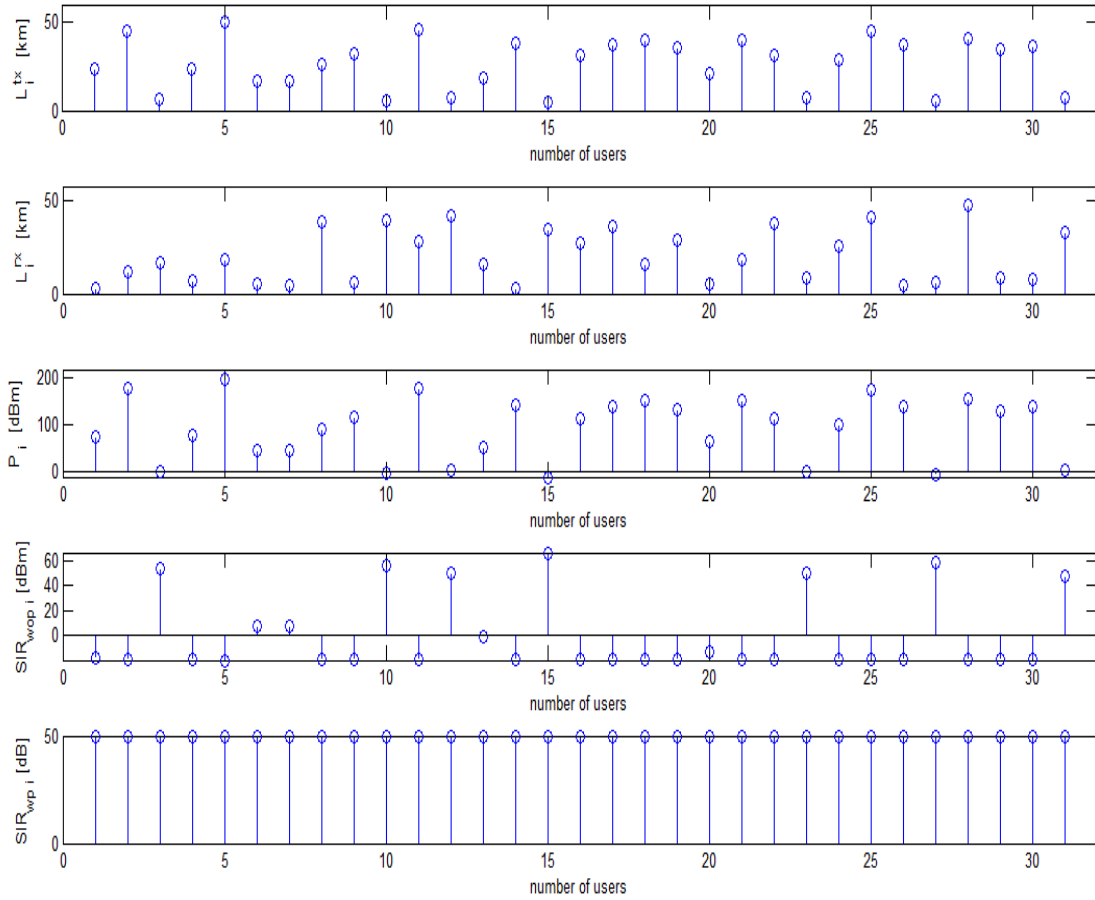 L_i^tx [km]
50
0
0 5 10 15 20 25 30
number of users
L_i^rx [km]
50
0
0 5 10 15 20 25 30
number of users
P_i [dBm]
200
100
0
0 5 10 15 20 25 30
number of users
SIR_wop i [dBm]
60
40
20
0
0 5 10 15 20 25 30
number of users
SIR_wp i [dB]
50
0
0 5 10 15 20 25 30
number of users